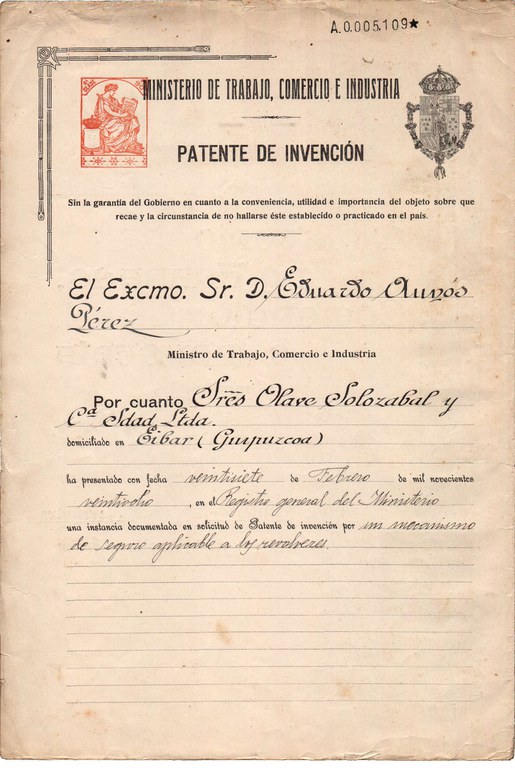 A.0.005.109*
MINISTERIO DE TRABAJO, COMERCIO E INDUSTRIA
PATENTE DE INVENCIÓN
Sin la garantía del Gobierno en cuanto a la conveniencia, utilidad e importancia del objeto sobre que
recae y la circunstancia de no hallarse éste establecido o practicado en el país.
El Excmo. Sr. D. Eduardo Aunós
Pérez
Ministro de Trabajo, Comercio e Industria
Por cuanto Sres Olave Solozabal y
Cª Sdad Ltda.
domiciliado en Eibar (Guipuzcoa)
ha presentado con fecha veintisiete de Febrero de mil novecientos
veintiocho, en el Registro general del Ministerio
una instancia documentada en solicitud de Patente de invención por un mecanismo
de seguro aplicable a los revolveres.